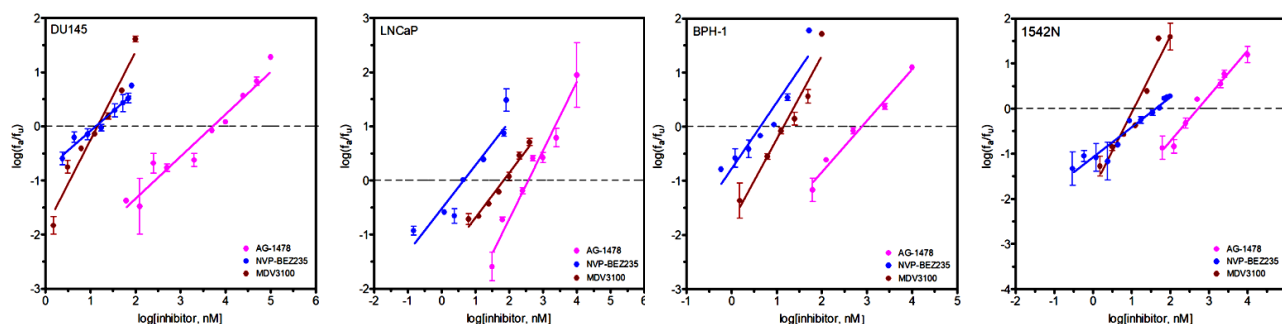 DU145
log(fa/fu)
2
1
0
-1
-2
-3
AG-1478
NVP-BEZ235
MDV3100
0 1 2 3 4 5 6
log[inhibitor, nM]
LNCaP
log(fa/fu)
3
2
1
0
-1
-2
AG-1478
NVP-BEZ235
MDV3100
-2 -1 0 1 2 3 4 5 6
log[inhibitor, nM]
BPH-1
log(fa/fu)
2
1
0
-1
-2
-3
AG-1478
NVP-BEZ235
MDV3100
-1 0 1 2 3 4 5
log[inhibitor, nM]
1542N
log(fa/fu)
2
1
0
-1
-2
-3
-4
AG-1478
NVP-BEZ235
MDV3100
-2 -1 0 1 2 3 4 5
log[inhibitor, nM]